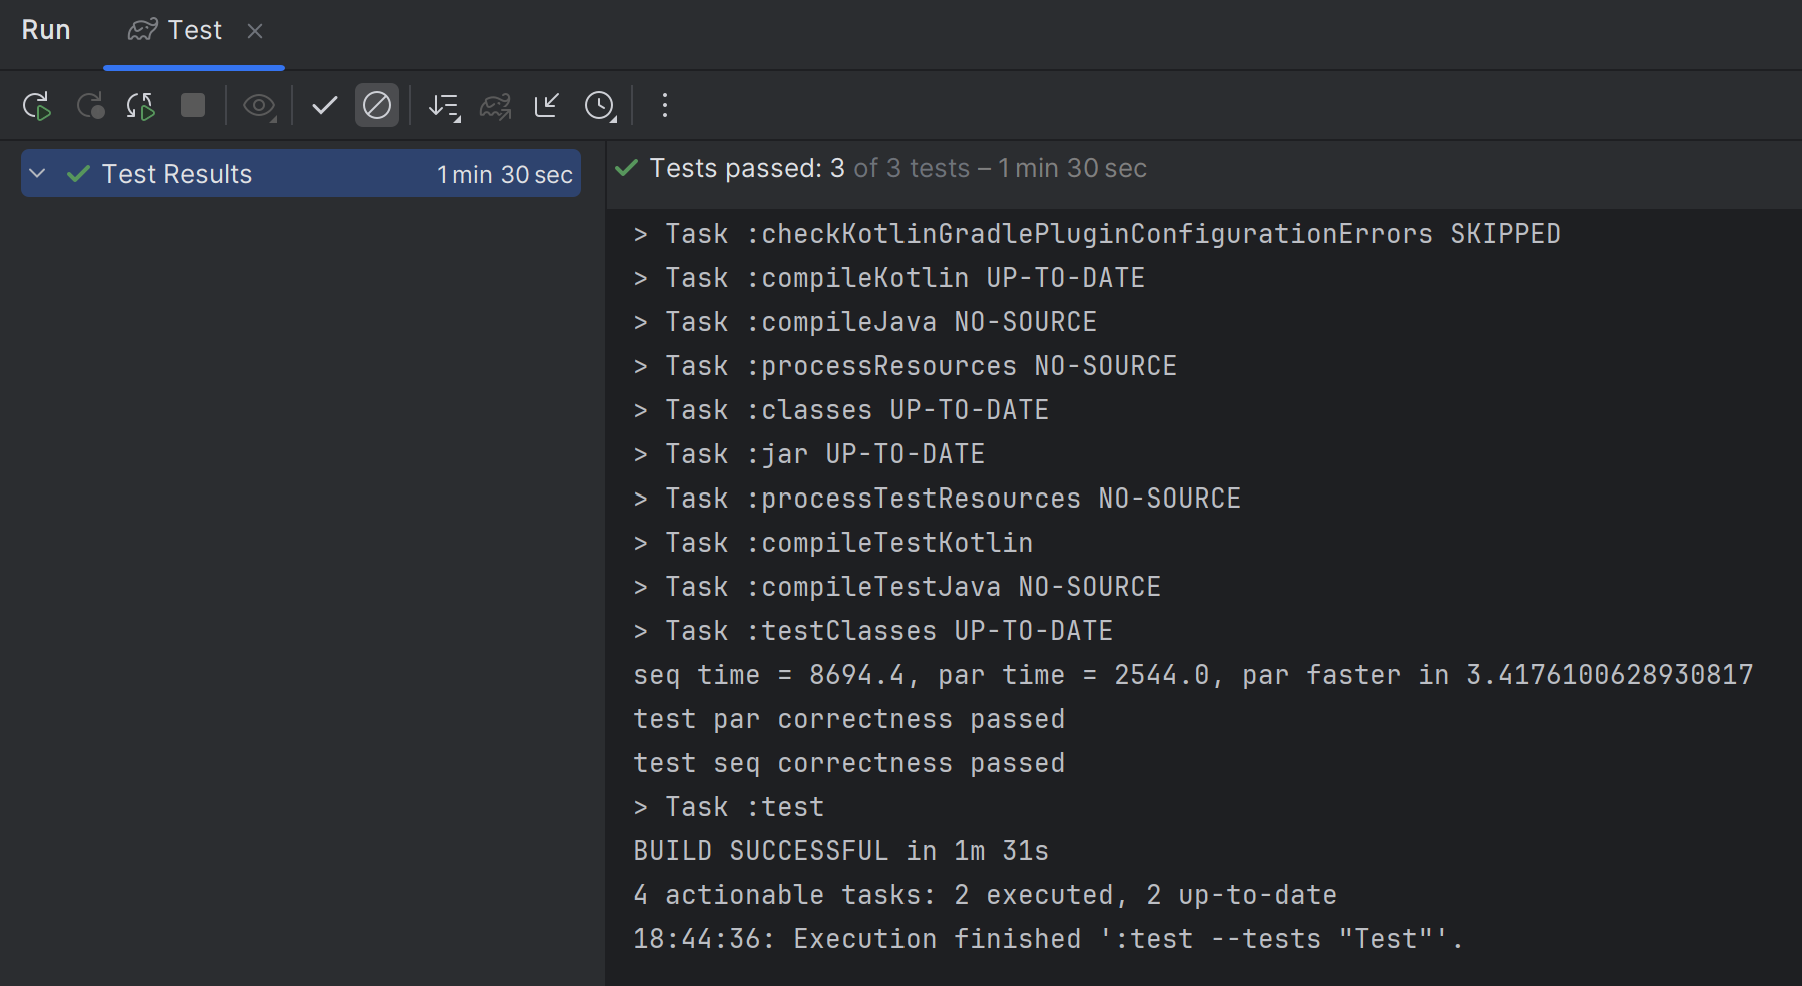 Run Test
Test Results 1 min 30 sec
Tests passed: 3 of 3 tests – 1 min 30 sec
> Task :checkKotlinGradlePluginConfigurationErrors SKIPPED
> Task :compileKotlin UP-TO-DATE
> Task :compileJava NO-SOURCE
> Task :processResources NO-SOURCE
> Task :classes UP-TO-DATE
> Task :jar UP-TO-DATE
> Task :processTestResources NO-SOURCE
> Task :compileTestKotlin
> Task :compileTestJava NO-SOURCE
> Task :testClasses UP-TO-DATE
seq time = 8694.4, par time = 2544.0, par faster in 3.4176100628930817
test par correctness passed
test seq correctness passed
> Task :test
BUILD SUCCESSFUL in 1m 31s
4 actionable tasks: 2 executed, 2 up-to-date
18:44:36: Execution finished ':test --tests "Test"'.